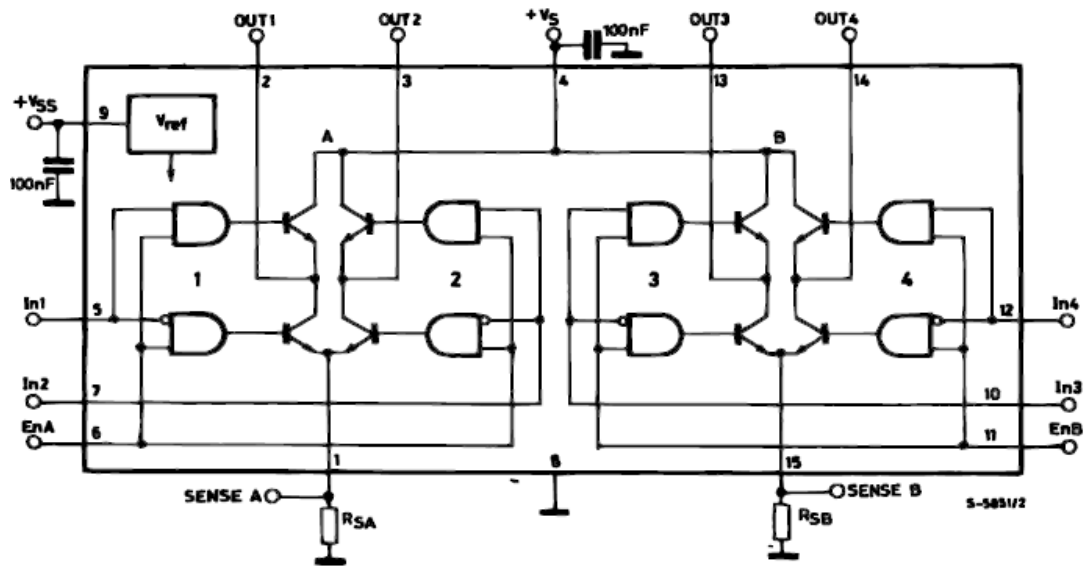 OUT1
OUT2
+Vs
100nF
OUT3
OUT4
2
3
4
13
14
+Vss
9
Vref
A
B
100nF
1
2
3
4
In1
5
12
In4
In2
7
10
In3
EnA
6
11
EnB
1
8
15
SENSE A
SENSE B
RSA
RSB
S-5851/2